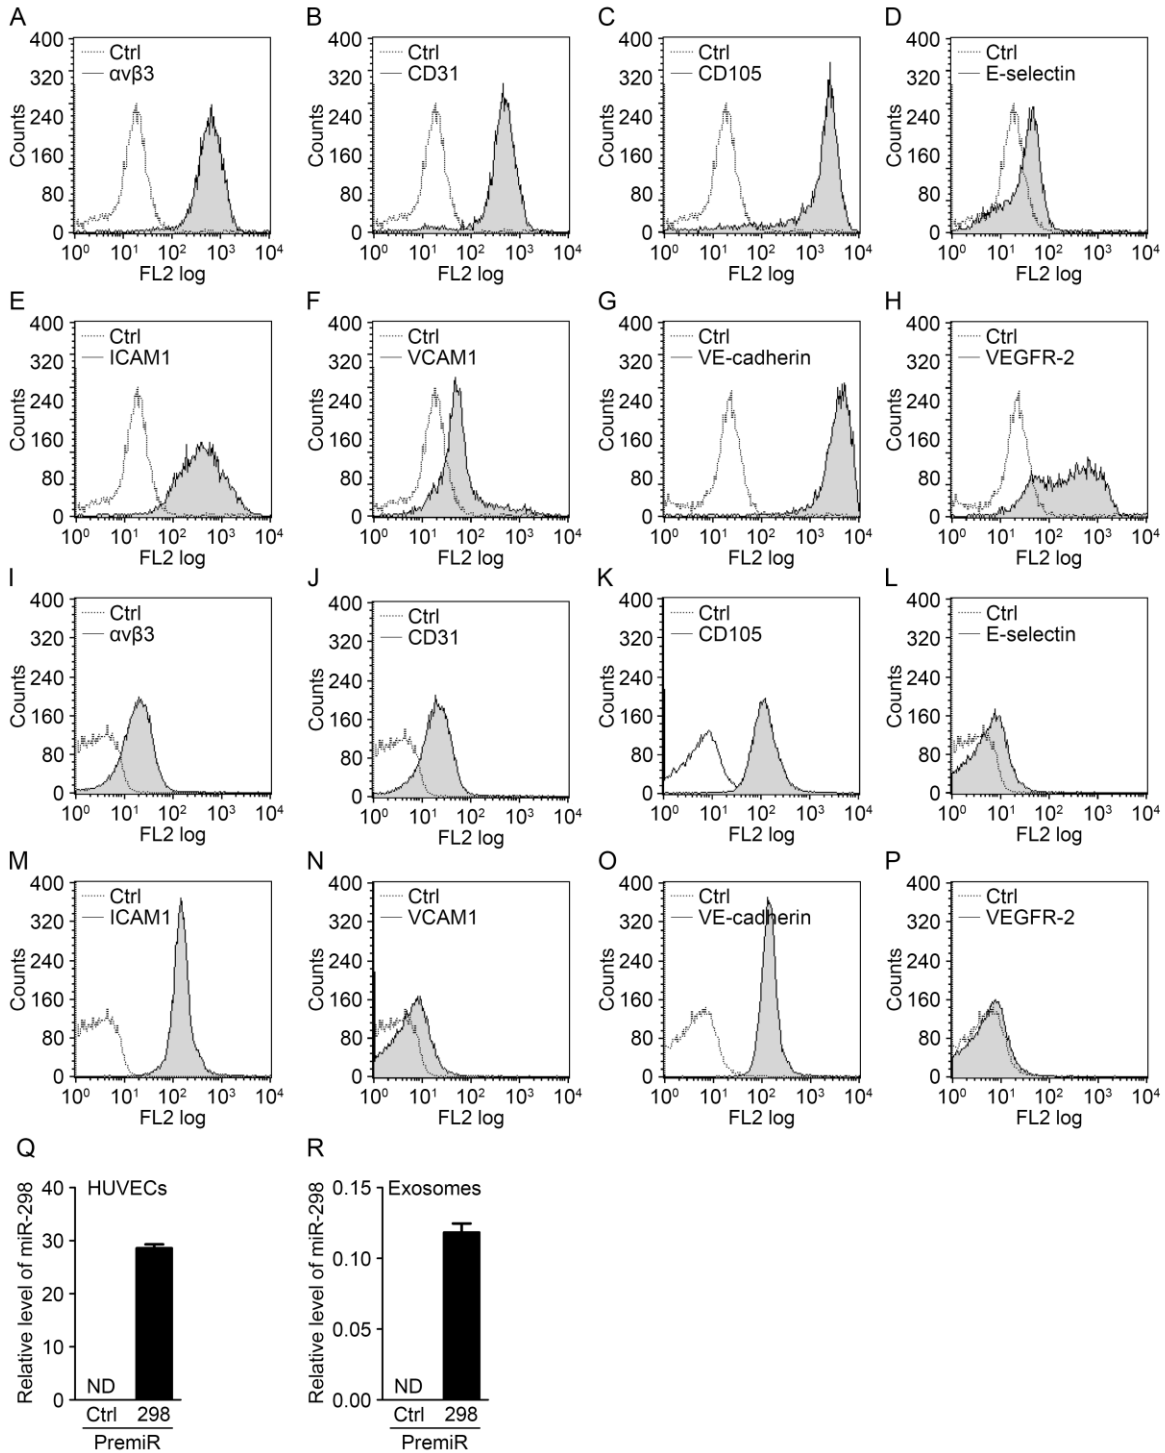 A
400
320
240
160
80
0
Counts
Ctrl
αvβ3
10⁰ 10¹ 10² 10³ 10⁴
FL2 log
B
400
320
240
160
80
0
Counts
Ctrl
CD31
10⁰ 10¹ 10² 10³ 10⁴
FL2 log
C
400
320
240
160
80
0
Counts
Ctrl
CD105
10⁰ 10¹ 10² 10³ 10⁴
FL2 log
D
400
320
240
160
80
0
Counts
Ctrl
E-selectin
10⁰ 10¹ 10² 10³ 10⁴
FL2 log
E
400
320
240
160
80
0
Counts
Ctrl
ICAM1
10⁰ 10¹ 10² 10³ 10⁴
FL2 log
F
400
320
240
160
80
0
Counts
Ctrl
VCAM1
10⁰ 10¹ 10² 10³ 10⁴
FL2 log
G
400
320
240
160
80
0
Counts
Ctrl
VE-cadherin
10⁰ 10¹ 10² 10³ 10⁴
FL2 log
H
400
320
240
160
80
0
Counts
Ctrl
VEGFR-2
10⁰ 10¹ 10² 10³ 10⁴
FL2 log
I
400
320
240
160
80
0
Counts
Ctrl
αvβ3
10⁰ 10¹ 10² 10³ 10⁴
FL2 log
J
400
320
240
160
80
0
Counts
Ctrl
CD31
10⁰ 10¹ 10² 10³ 10⁴
FL2 log
K
400
320
240
160
80
0
Counts
Ctrl
CD105
10⁰ 10¹ 10² 10³ 10⁴
FL2 log
L
400
320
240
160
80
0
Counts
Ctrl
E-selectin
10⁰ 10¹ 10² 10³ 10⁴
FL2 log
M
400
320
240
160
80
0
Counts
Ctrl
ICAM1
10⁰ 10¹ 10² 10³ 10⁴
FL2 log
N
400
320
240
160
80
0
Counts
Ctrl
VCAM1
10⁰ 10¹ 10² 10³ 10⁴
FL2 log
O
400
320
240
160
80
0
Counts
Ctrl
VE-cadherin
10⁰ 10¹ 10² 10³ 10⁴
FL2 log
P
400
320
240
160
80
0
Counts
Ctrl
VEGFR-2
10⁰ 10¹ 10² 10³ 10⁴
FL2 log
Q
Relative level of miR-298
40
30
20
10
0
HUVECs
ND
Ctrl 298
PremiR
R
Relative level of miR-298
0.15
0.10
0.05
0.00
Exosomes
ND
Ctrl 298
PremiR